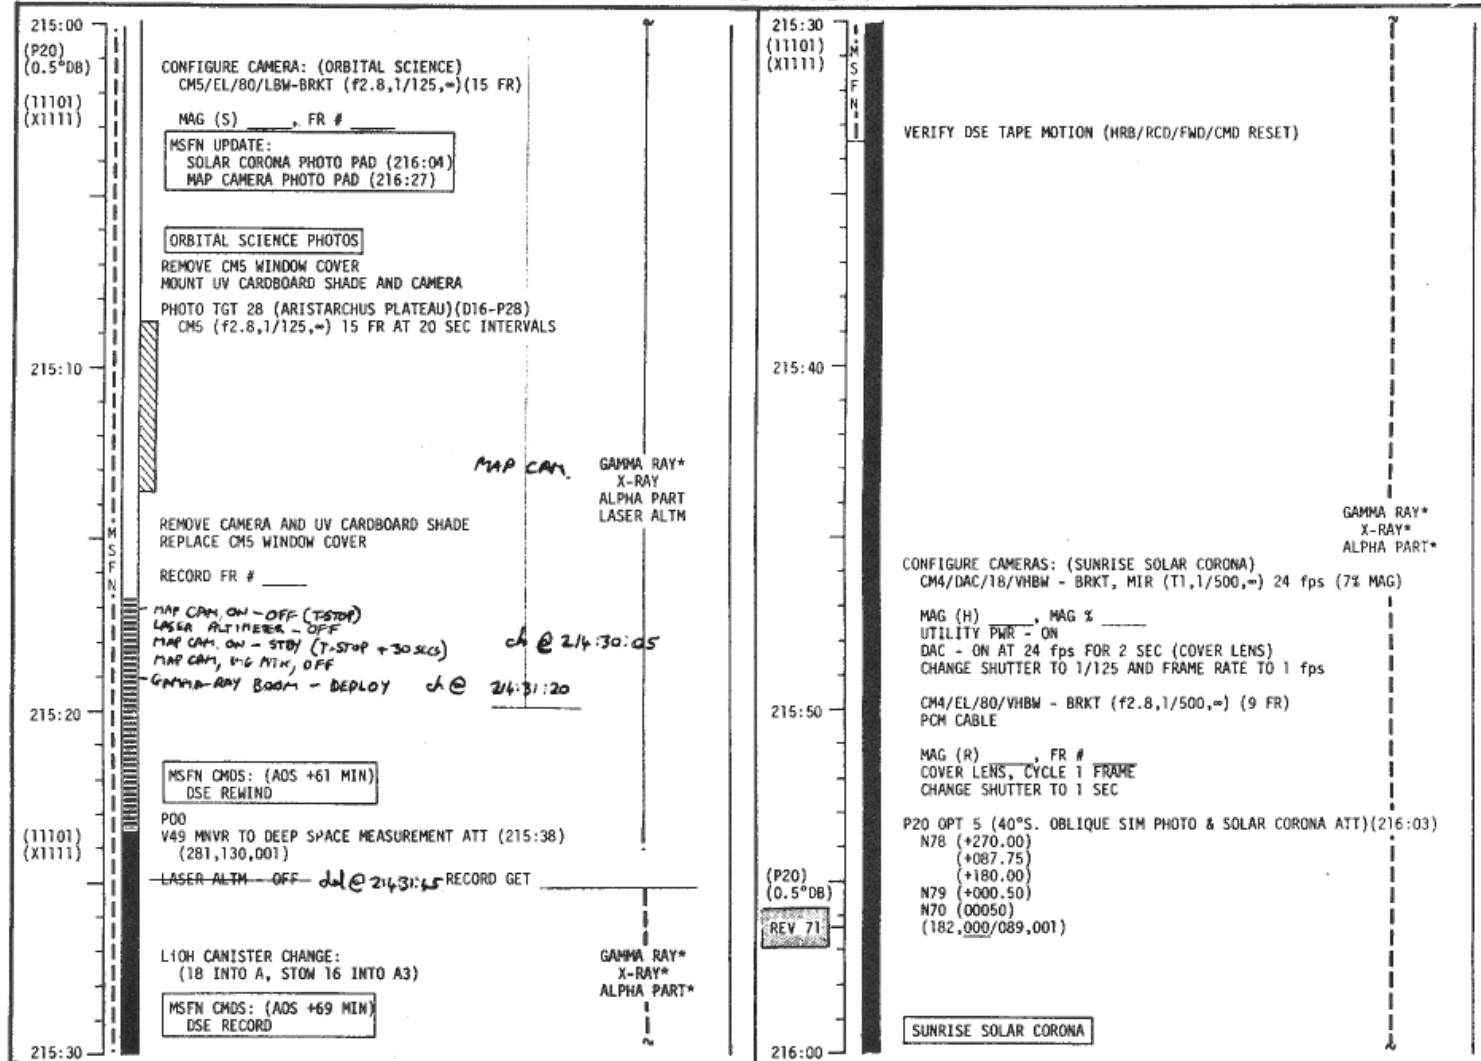 215:00
(P20)
(0.5°DB)
(11101)
(X1111)
CONFIGURE CAMERA: (ORBITAL SCIENCE)
CM5/EL/80/LBW-BRKT (f2.8,1/125,∞)(15 FR)
MAG (S) _____, FR # _____
MSFN UPDATE:
SOLAR CORONA PHOTO PAD (216:04)
MAP CAMERA PHOTO PAD (216:27)
ORBITAL SCIENCE PHOTOS
REMOVE CM5 WINDOW COVER
MOUNT UV CARDBOARD SHADE AND CAMERA
PHOTO TGT 28 (ARISTARCHUS PLATEAU)(D16-P28)
CM5 (f2.8,1/125,∞) 15 FR AT 20 SEC INTERVALS
215:10
MAP CAM.
GAMMA RAY*
X-RAY
ALPHA PART
LASER ALTM
MSFN
REMOVE CAMERA AND UV CARDBOARD SHADE
REPLACE CM5 WINDOW COVER
RECORD FR # _____
MAP CAM, ON - OFF (T-STOP)
LASER ALTIMETER - OFF
MAP CAM, ON - STBY (T-STOP + 30 SECS) ch @ 214:30:05
MAP CAM, IMG MTN, OFF
GAMMA-RAY BOOM - DEPLOY ch @ 214:31:20
215:20
MSFN CMDS: (AOS +61 MIN)
DSE REWIND
P00
(11101)
(X1111)
V49 MNVR TO DEEP SPACE MEASUREMENT ATT (215:38)
(281,130,001)
LASER ALTM - OFF del @ 214:31:45 RECORD GET _____
LiOH CANISTER CHANGE:
(18 INTO A, STOW 16 INTO A3)
GAMMA RAY*
X-RAY*
ALPHA PART*
MSFN CMDS: (AOS +69 MIN)
DSE RECORD
215:30
215:30
(11101)
(X1111)
MSFN
VERIFY DSE TAPE MOTION (HRB/RCD/FWD/CMD RESET)
215:40
GAMMA RAY*
X-RAY*
ALPHA PART*
CONFIGURE CAMERAS: (SUNRISE SOLAR CORONA)
CM4/DAC/18/VHBW - BRKT, MIR (T1,1/500,∞) 24 fps (7% MAG)
MAG (H) _____, MAG % _____
UTILITY PWR - ON
DAC - ON AT 24 fps FOR 2 SEC (COVER LENS)
CHANGE SHUTTER TO 1/125 AND FRAME RATE TO 1 fps
215:50
CM4/EL/80/VHBW - BRKT (f2.8,1/500,∞) (9 FR)
PCM CABLE
MAG (R) _____, FR # _____
COVER LENS, CYCLE 1 FRAME
CHANGE SHUTTER TO 1 SEC
P20 OPT 5 (40°S. OBLIQUE SIM PHOTO & SOLAR CORONA ATT)(216:03)
N78 (+270.00)
(+087.75)
(+180.00)
N79 (+000.50)
N70 (00050)
(182,000/089,001)
(P20)
(0.5°DB)
REV 71
SUNRISE SOLAR CORONA
216:00